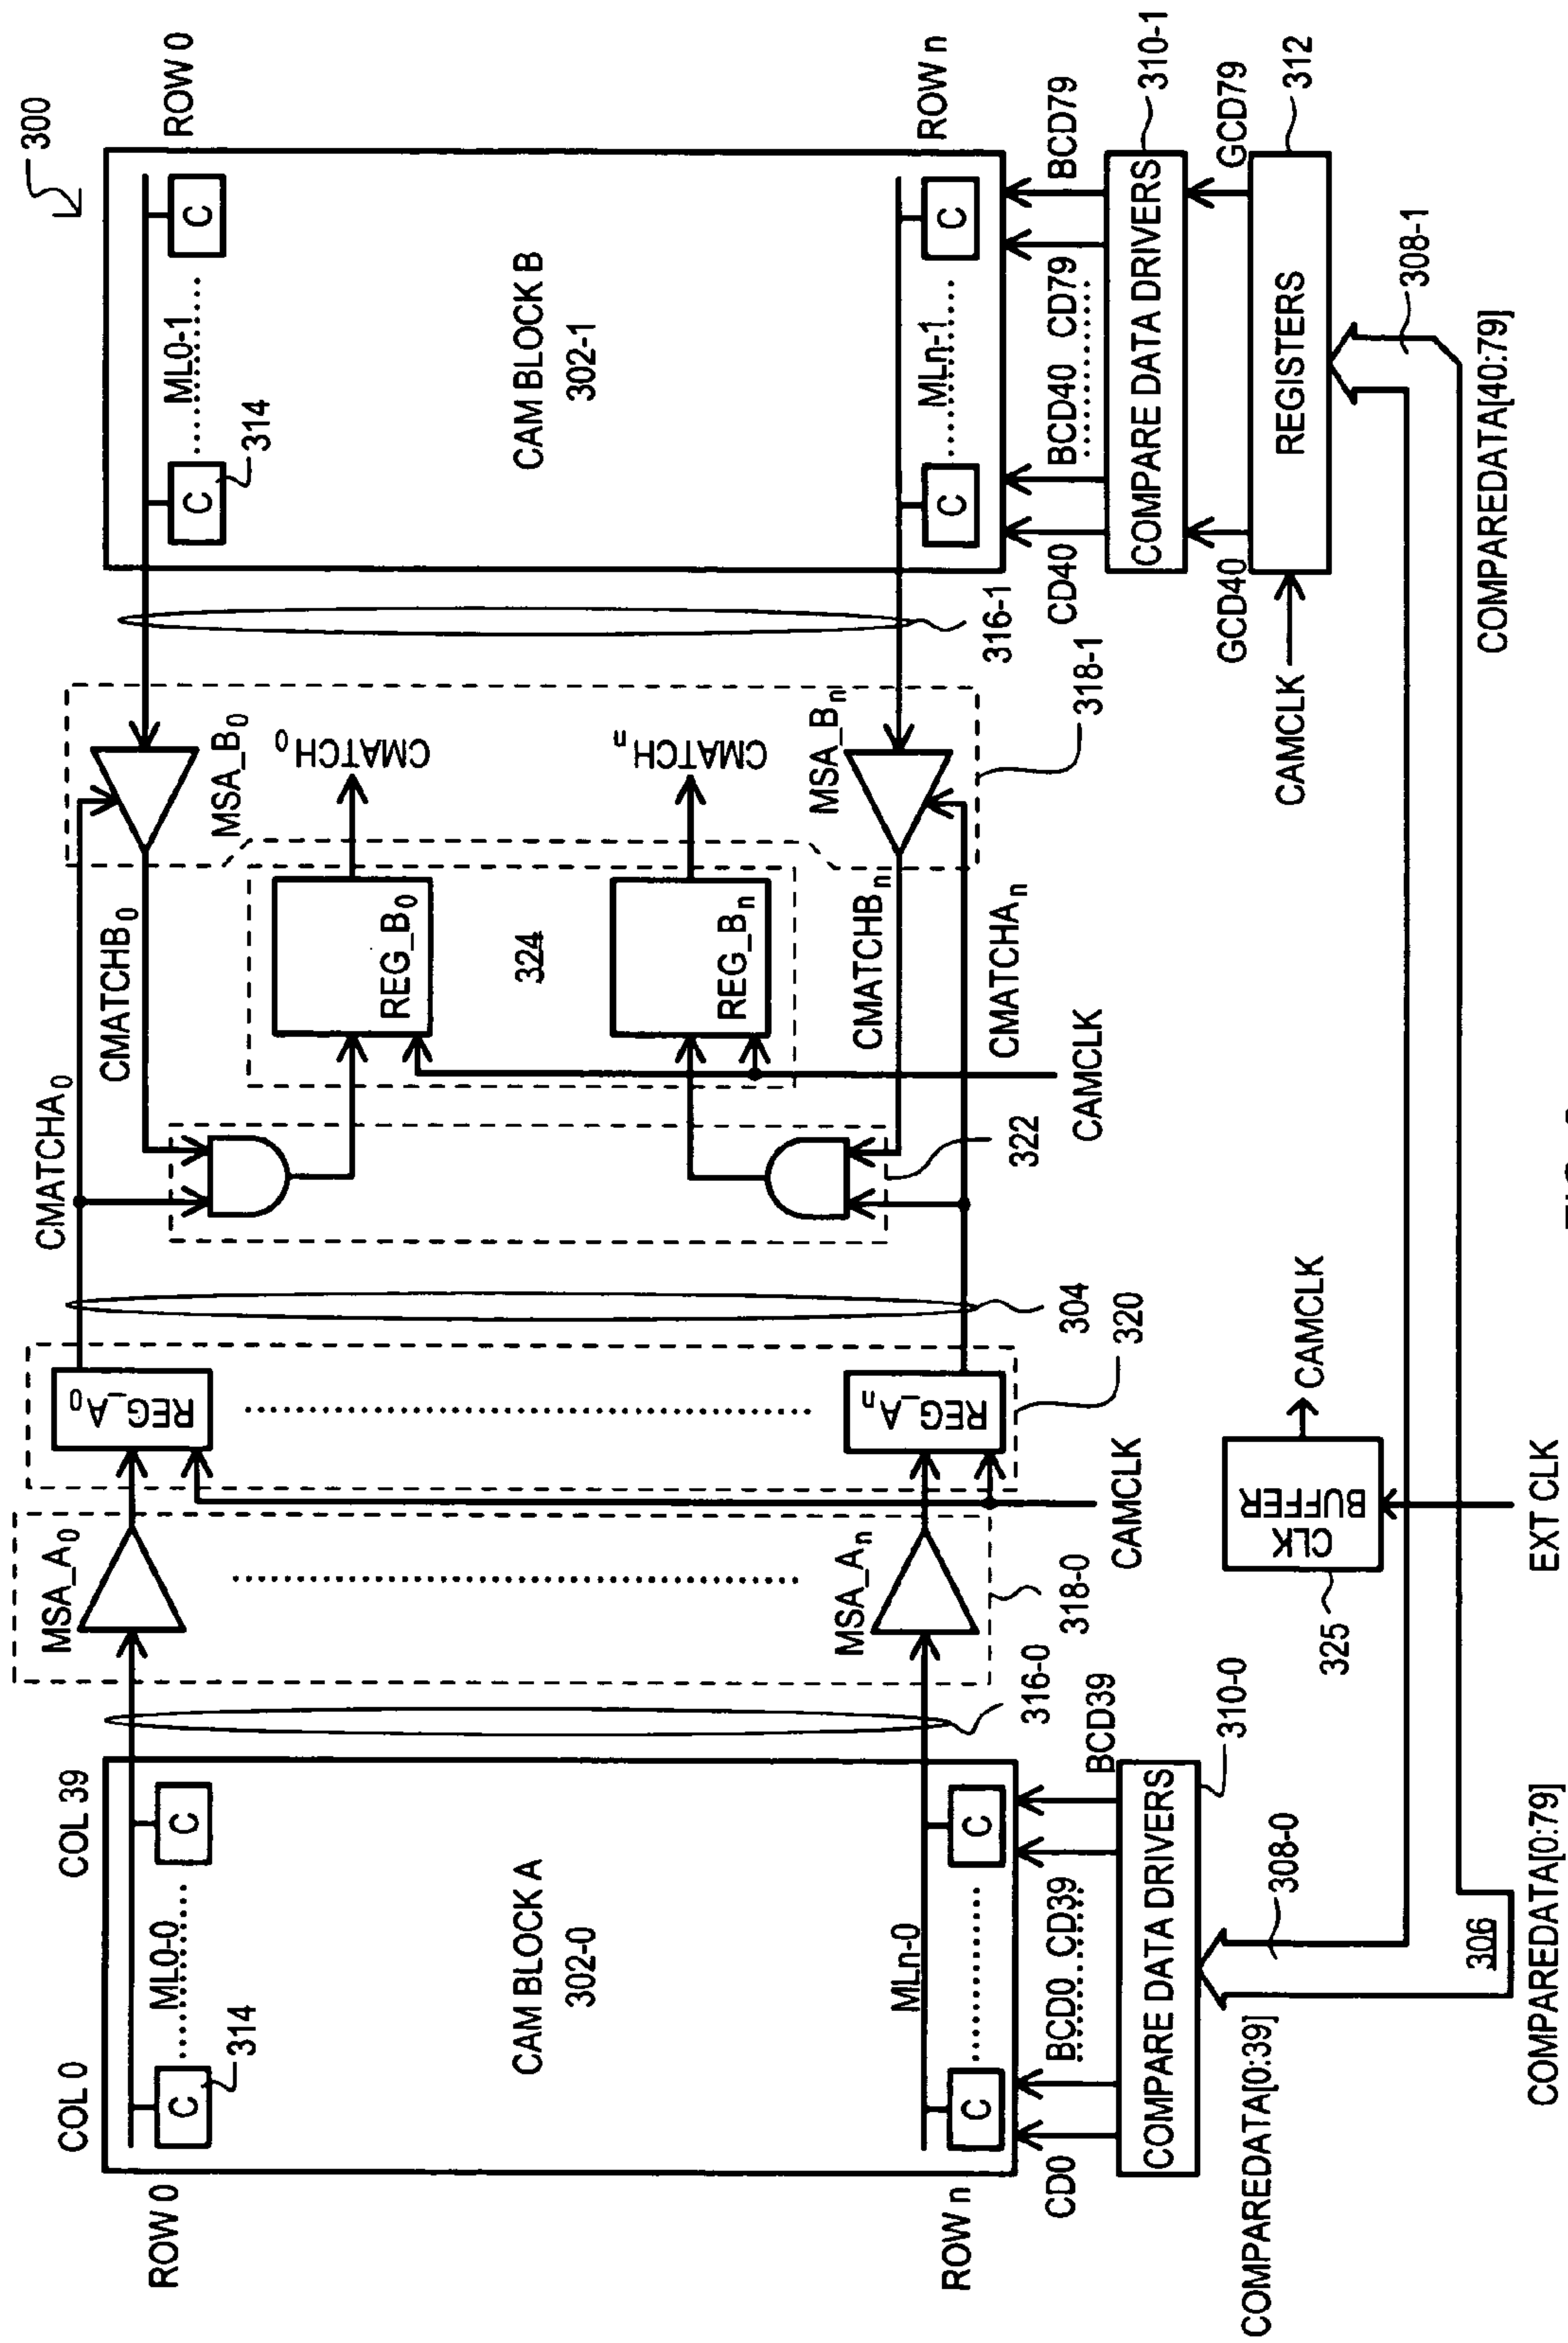 300
ROW 0
COL 0
COL 39
C
ML0-0
C
314
CAM BLOCK A
302-0
ROW n
MLn-0
C
C
CD0
BCD0
CD39
BCD39
COMPARE DATA DRIVERS
310-0
COMPAREDATA[0:39]
308-0
306
COMPAREDATA[0:79]
316-0
MSA_A0
MSA_An
318-0
REG_A0
REG_An
CAMCLK
320
304
CLK
BUFFER
325
CAMCLK
EXT CLK
CMATCHA0
CMATCHB0
322
REG_B0
324
REG_Bn
CAMCLK
CMATCHBn
CMATCHAn
MSA_B0
CMATCH0
CMATCHn
MSA_Bn
318-1
316-1
ROW 0
C
ML0-1
C
314
CAM BLOCK B
302-1
ROW n
C
MLn-1
C
CD40
BCD40
CD79
BCD79
COMPARE DATA DRIVERS
310-1
GCD40
GCD79
CAMCLK
REGISTERS
312
308-1
COMPAREDATA[40:79]